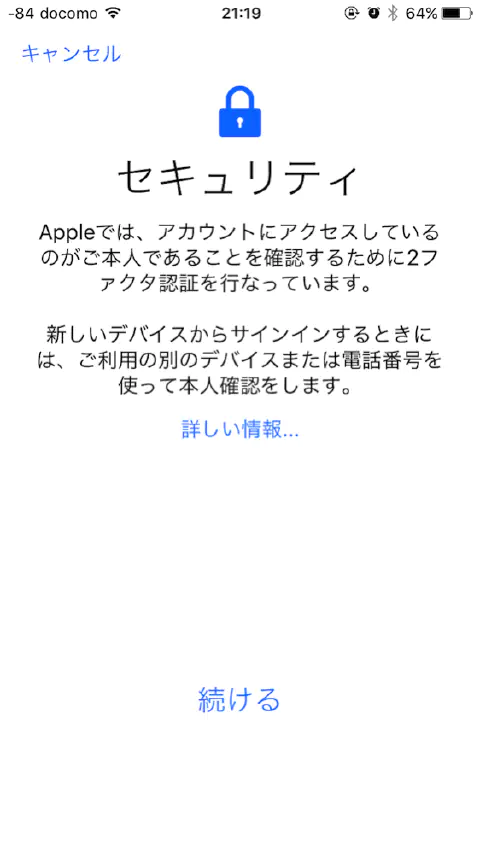 -84 docomo 21:19 64%
キャンセル
セキュリティ
Appleでは、アカウントにアクセスしている
のがご本人であることを確認するために2フ
ァクタ認証を行なっています。
新しいデバイスからサインインするときに
は、ご利用の別のデバイスまたは電話番号を
使って本人確認をします。
詳しい情報...
続ける